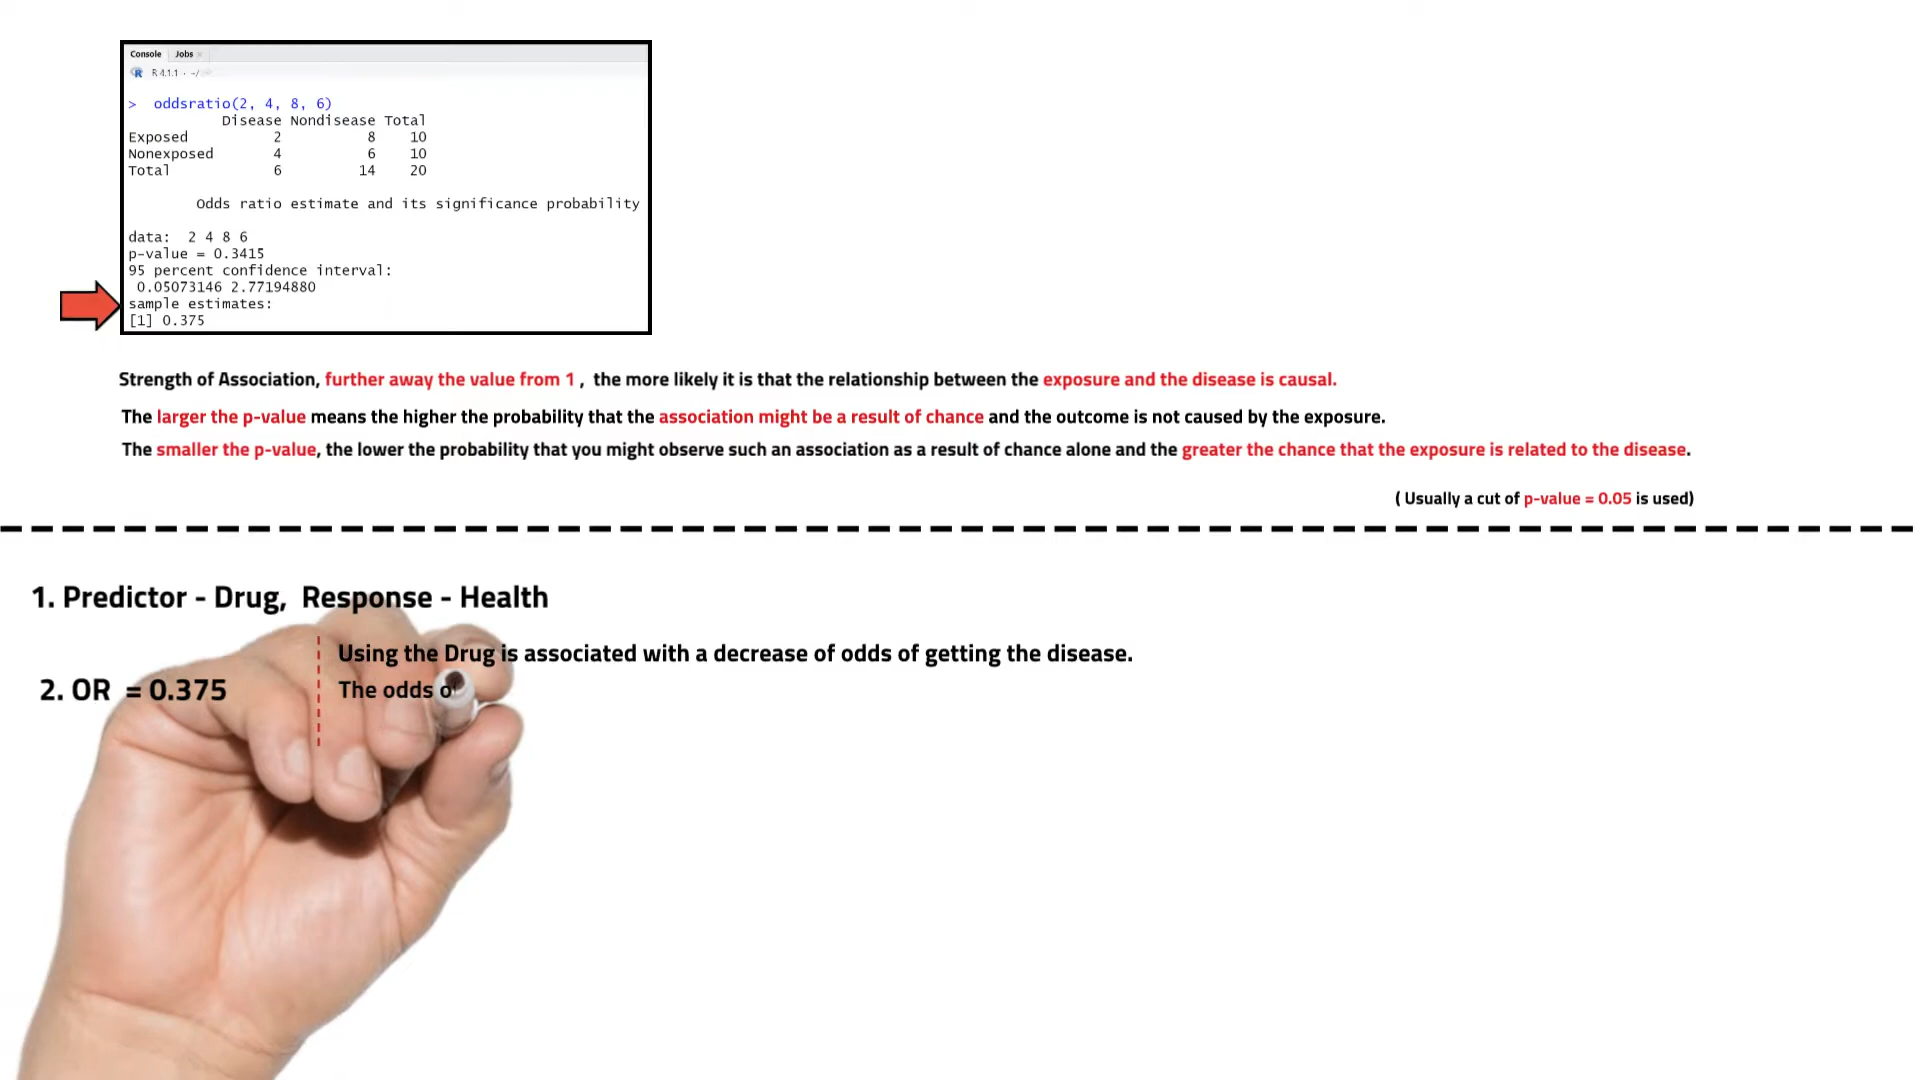 Console Jobs
R 4.1.1 · ~/
> oddsratio(2, 4, 8, 6)
Disease Nondisease Total
Exposed 2 8 10
Nonexposed 4 6 10
Total 6 14 20
Odds ratio estimate and its significance probability
data: 2 4 8 6
p-value = 0.3415
95 percent confidence interval:
0.05073146 2.77194880
sample estimates:
[1] 0.375
Strength of Association, further away the value from 1 , the more likely it is that the relationship between the exposure and the disease is causal.
The larger the p-value means the higher the probability that the association might be a result of chance and the outcome is not caused by the exposure.
The smaller the p-value, the lower the probability that you might observe such an association as a result of chance alone and the greater the chance that the exposure is related to the disease.
( Usually a cut of p-value = 0.05 is used)
1. Predictor - Drug, Response - Health
Using the Drug is associated with a decrease of odds of getting the disease.
2. OR = 0.375
The odds o